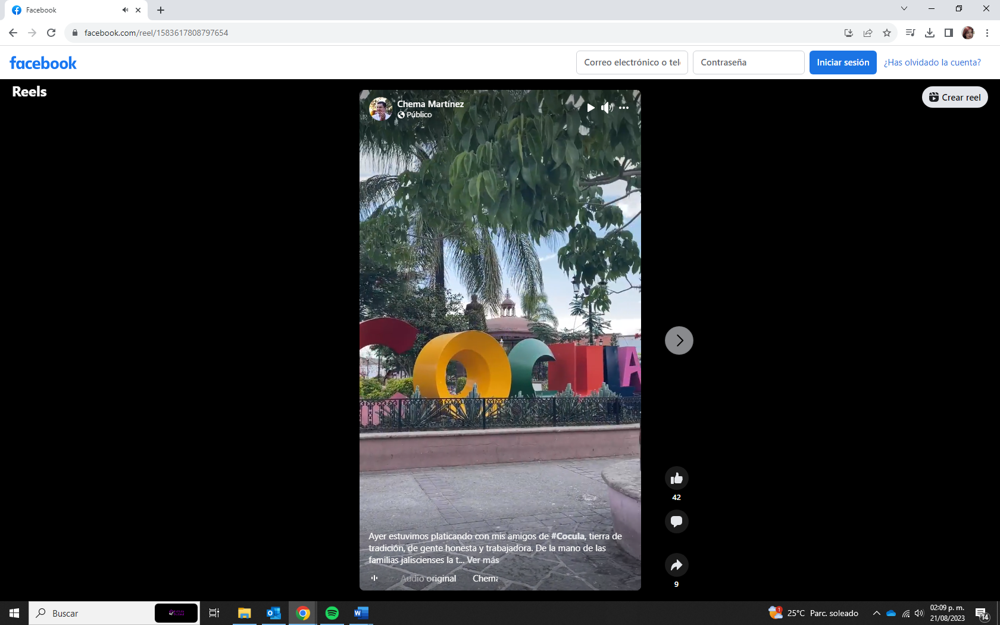 Facebook
facebook.com/reel/1583617808797654
facebook
Correo electrónico o tel
Contraseña
Iniciar sesión
¿Has olvidado la cuenta?
Reels
Crear reel
Chema Martínez
Público
COCULA
42
9
Ayer estuvimos platicando con mis amigos de #Cocula, tierra de
tradición, de gente honesta y trabajadora. De la mano de las
familias jaliscienses la t... Ver más
Audio original Chema
Buscar
1
25°C Parc. soleado
02:09 p. m.
21/08/2023
14